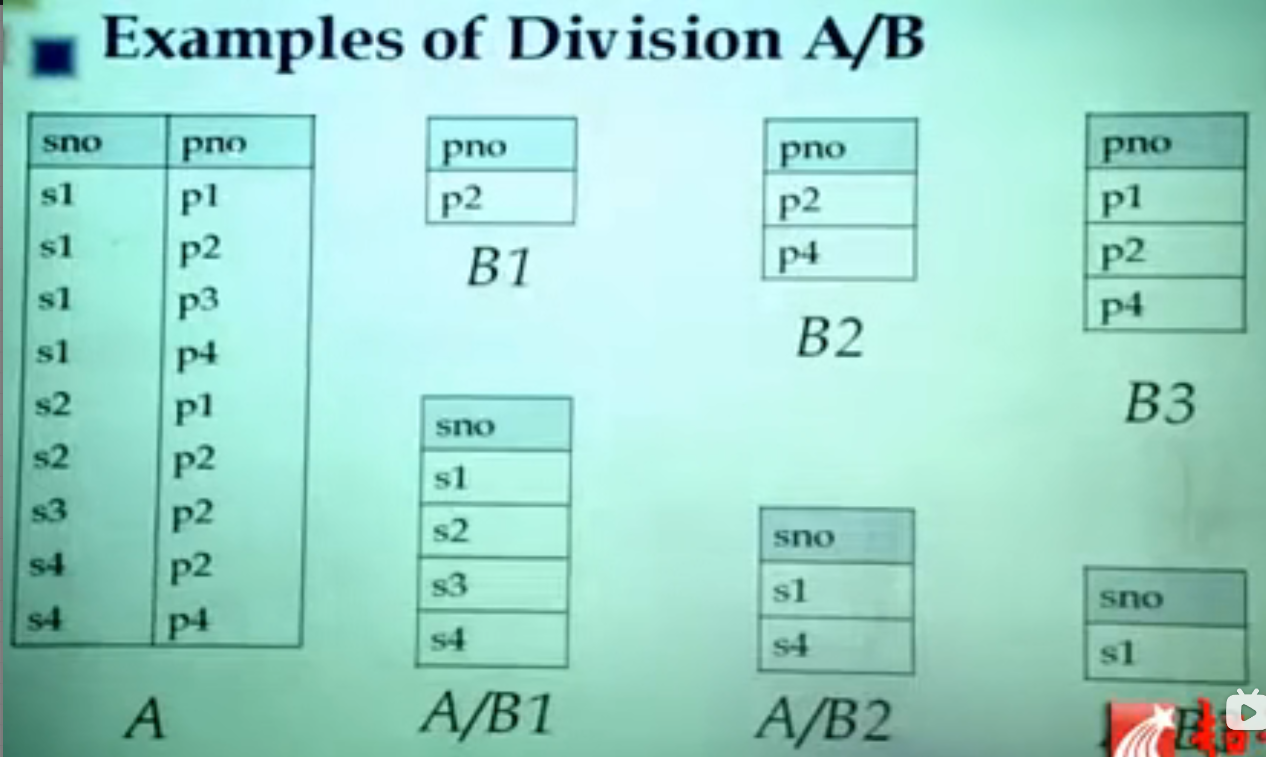 Examples of Division A/B
sno pno
s1 p1
s1 p2
s1 p3
s1 p4
s2 p1
s2 p2
s3 p2
s4 p2
s4 p4
A
pno
p2
B1
sno
s1
s2
s3
s4
A/B1
pno
p2
p4
B2
sno
s1
s4
A/B2
pno
p1
p2
p4
B3
sno
s1